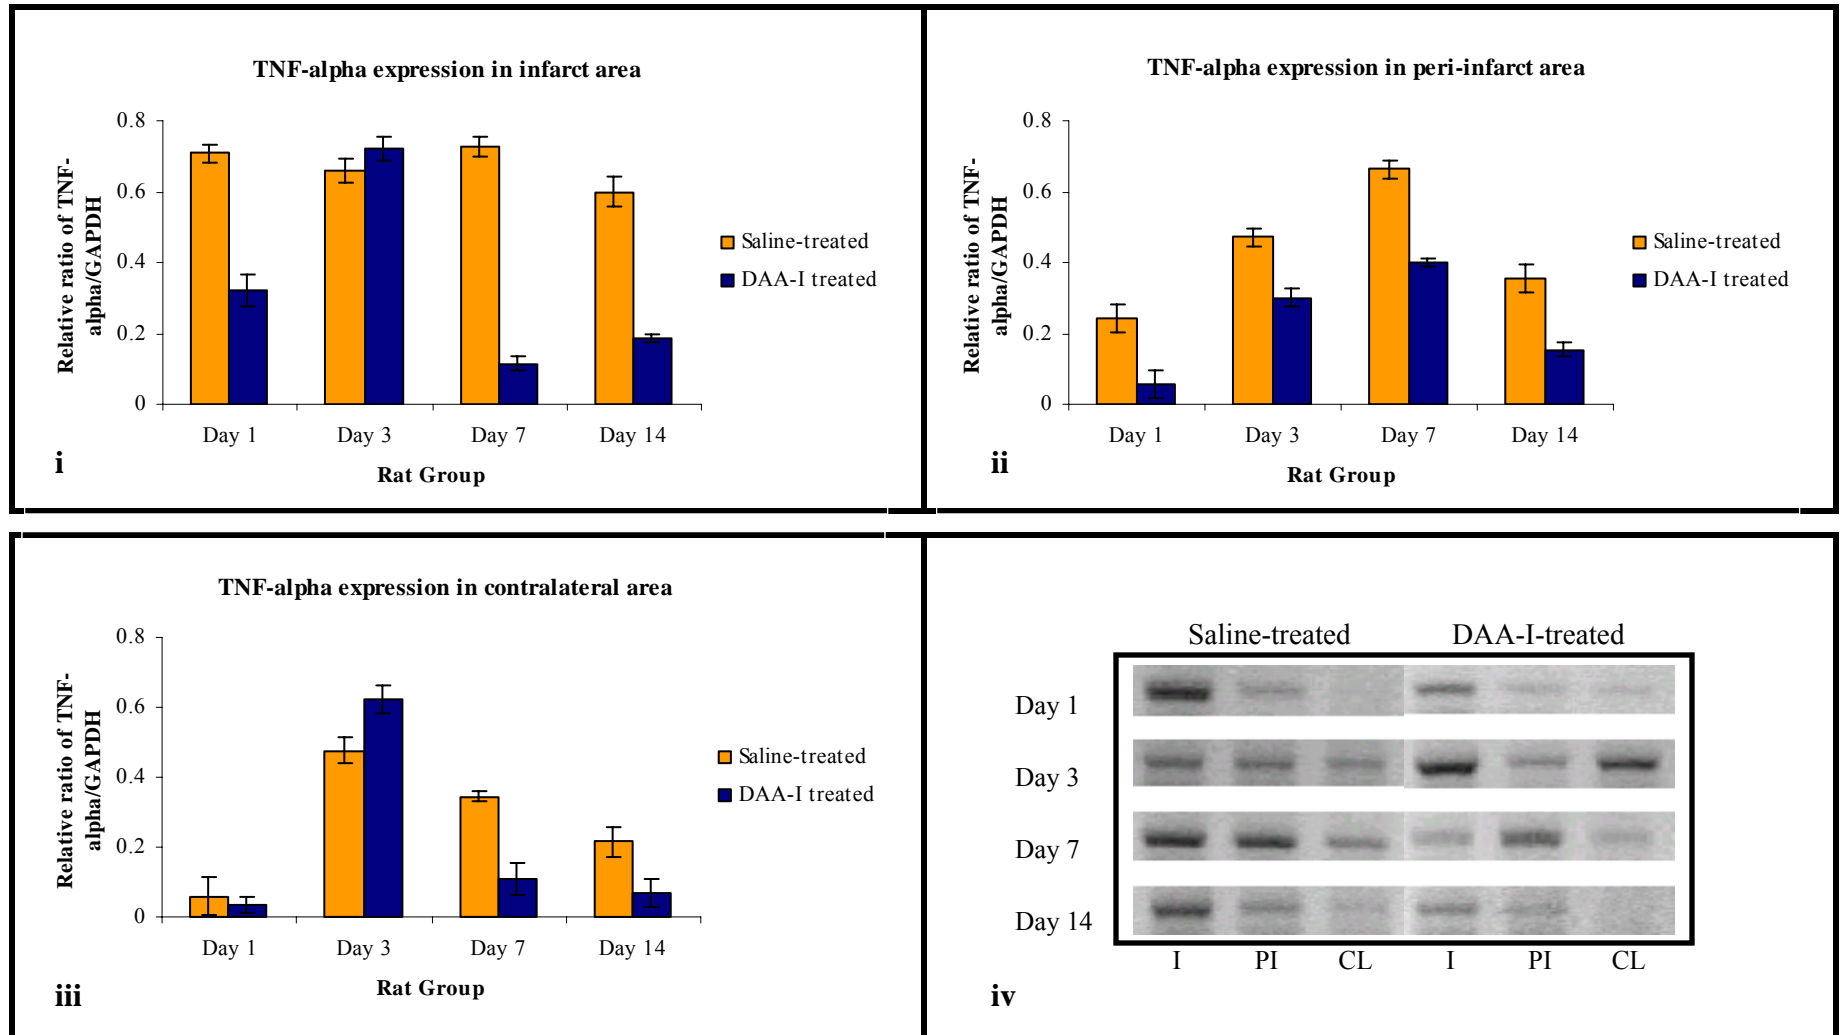 TNF-alpha expression in infarct area
Relative ratio of TNF-
alpha/GAPDH
0.8
0.6
0.4
0.2
0
Day 1 Day 3 Day 7 Day 14
Rat Group
Saline-treated
DAA-I treated
i
TNF-alpha expression in peri-infarct area
Relative ratio of TNF-
alpha/GAPDH
0.8
0.6
0.4
0.2
0
Day 1 Day 3 Day 7 Day 14
Rat Group
Saline-treated
DAA-I treated
ii
TNF-alpha expression in contralateral area
Relative ratio of TNF-
alpha/GAPDH
0.8
0.6
0.4
0.2
0
Day 1 Day 3 Day 7 Day 14
Rat Group
Saline-treated
DAA-I treated
iii
Saline-treated DAA-I-treated
Day 1
Day 3
Day 7
Day 14
I PI CL I PI CL
iv